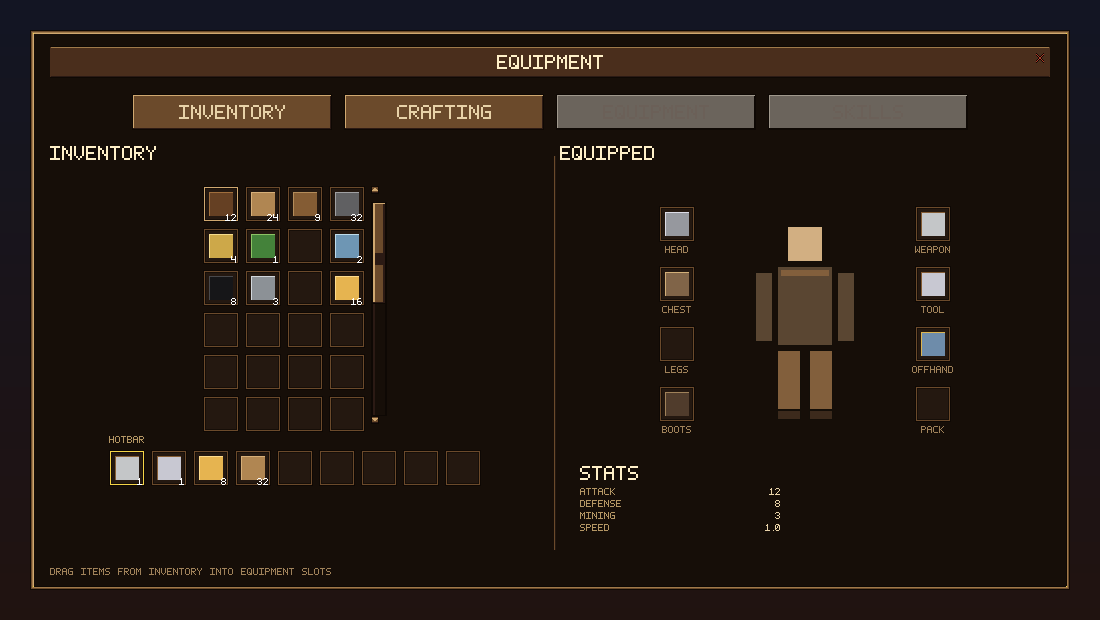 EQUIPMENT
x
INVENTORY CRAFTING EQUIPMENT SKILLS
INVENTORY
12 24 9 32
4 1 2
8 3 16
HOTBAR
1 1 8 32
DRAG ITEMS FROM INVENTORY INTO EQUIPMENT SLOTS
EQUIPPED
HEAD
CHEST
LEGS
BOOTS
WEAPON
TOOL
OFFHAND
PACK
STATS
ATTACK 12
DEFENSE 8
MINING 3
SPEED 1.0